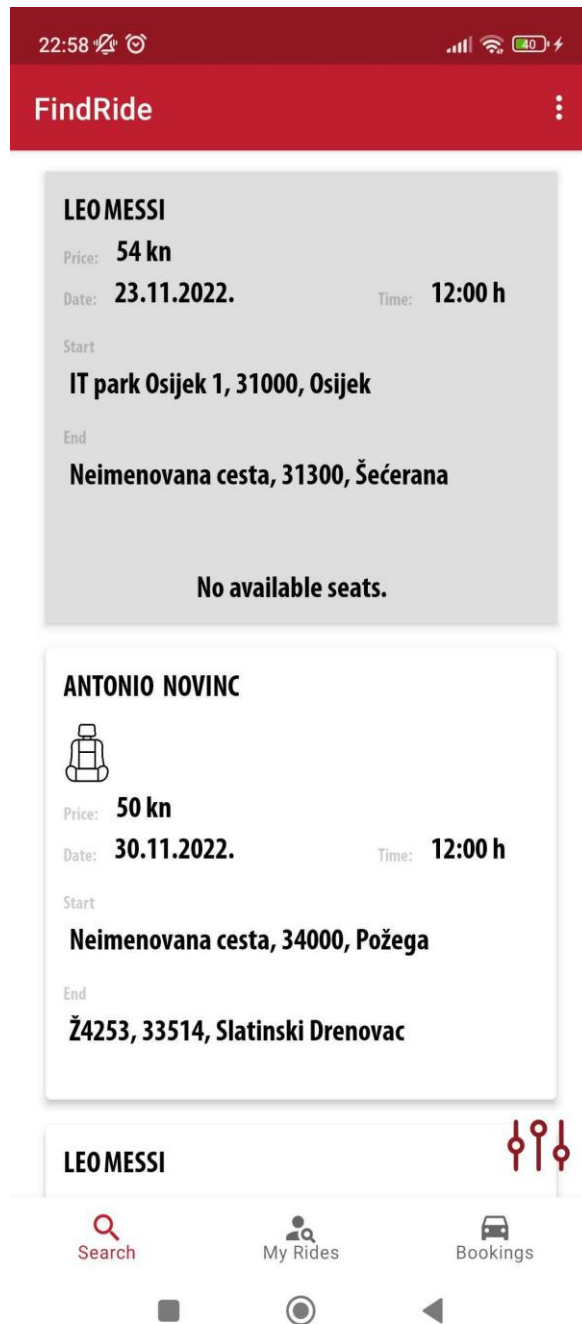 22:58 40
FindRide
LEO MESSI
Price: 54 kn
Date: 23.11.2022. Time: 12:00 h
Start
IT park Osijek 1, 31000, Osijek
End
Neimenovana cesta, 31300, Šećerana
No available seats.
ANTONIO NOVINC
Price: 50 kn
Date: 30.11.2022. Time: 12:00 h
Start
Neimenovana cesta, 34000, Požega
End
Ž4253, 33514, Slatinski Drenovac
LEO MESSI
Search My Rides Bookings